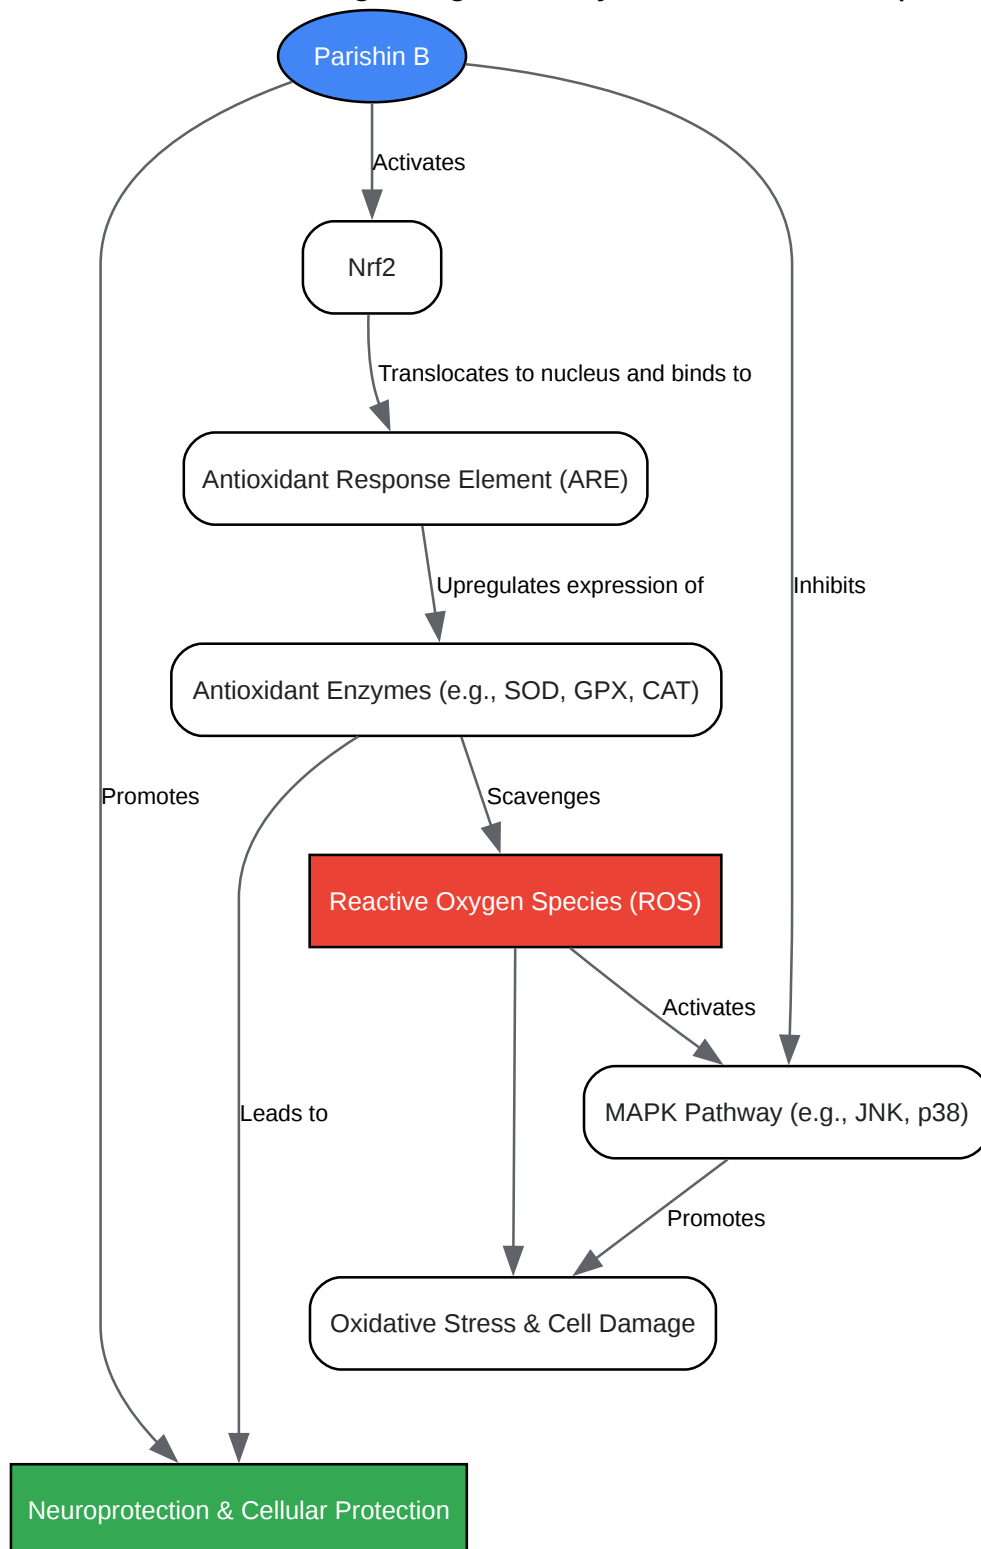 Parishin B
Activates
Nrf2
Translocates to nucleus and binds to
Antioxidant Response Element (ARE)
Upregulates expression of
Inhibits
Antioxidant Enzymes (e.g., SOD, GPX, CAT)
Promotes
Scavenges
Reactive Oxygen Species (ROS)
Activates
MAPK Pathway (e.g., JNK, p38)
Leads to
Promotes
Oxidative Stress & Cell Damage
Neuroprotection & Cellular Protection